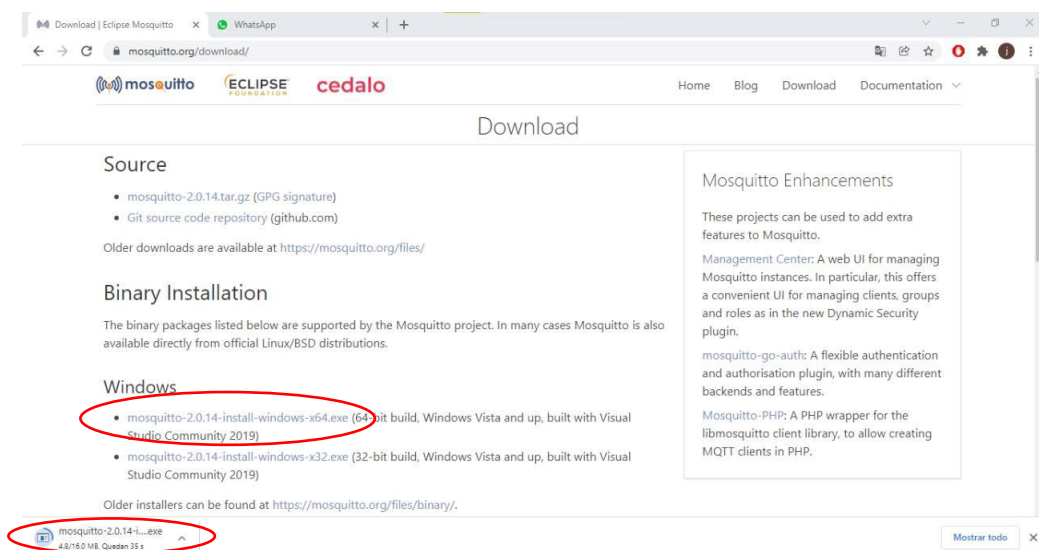 Download | Eclipse Mosquitto
WhatsApp
mosquitto.org/download/
mosquitto
ECLIPSE
FOUNDATION
cedalo
Home Blog Download Documentation
Download
Source
mosquitto-2.0.14.tar.gz (GPG signature)
Git source code repository (github.com)
Older downloads are available at https://mosquitto.org/files/
Binary Installation
The binary packages listed below are supported by the Mosquitto project. In many cases Mosquitto is also
available directly from official Linux/BSD distributions.
Windows
mosquitto-2.0.14-install-windows-x64.exe (64-bit build, Windows Vista and up, built with Visual
Studio Community 2019)
mosquitto-2.0.14-install-windows-x32.exe (32-bit build, Windows Vista and up, built with Visual
Studio Community 2019)
Older installers can be found at https://mosquitto.org/files/binary/.
Mosquitto Enhancements
These projects can be used to add extra
features to Mosquitto.
Management Center: A web UI for managing
Mosquitto instances. In particular, this offers
a convenient UI for managing clients, groups
and roles as in the new Dynamic Security
plugin.
mosquitto-go-auth: A flexible authentication
and authorisation plugin, with many different
backends and features.
Mosquitto-PHP: A PHP wrapper for the
libmosquitto client library, to allow creating
MQTT clients in PHP.
mosquitto-2.0.14-i....exe
4,8/16,0 MB, Quedan 35 s
Mostrar todo